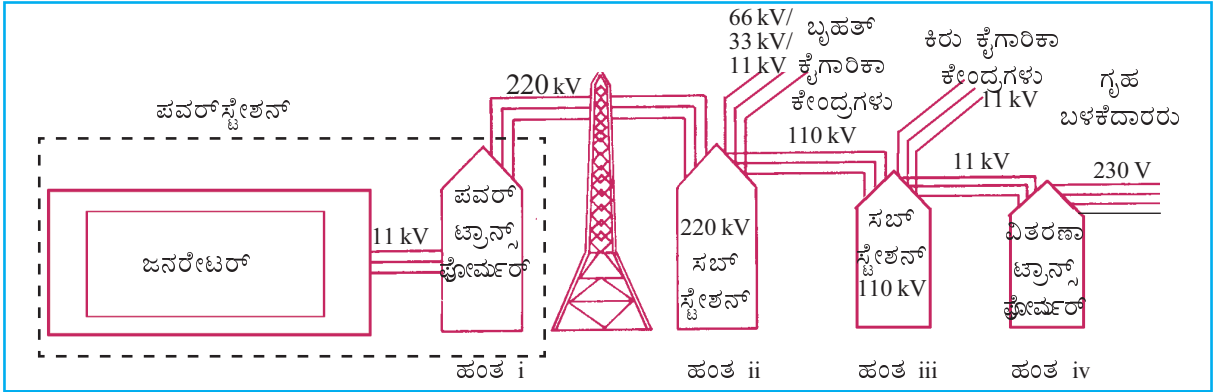 ಪವರ್‌ಸ್ಟೇಶನ್
ಜನರೇಟರ್
11 kV
ಪವರ್
ಟ್ರಾನ್ಸ್
ಫೋರ್ಮರ್
ಹಂತ i
220 kV
220 kV
ಸಬ್
ಸ್ಟೇಶನ್
ಹಂತ ii
66 kV/
33 kV/
11 kV
ಬೃಹತ್
ಕೈಗಾರಿಕಾ
ಕೇಂದ್ರಗಳು
110 kV
ಸಬ್
ಸ್ಟೇಶನ್
110 kV
ಹಂತ iii
ಕಿರು ಕೈಗಾರಿಕಾ
ಕೇಂದ್ರಗಳು
11 kV
11 kV
ವಿತರಣಾ
ಟ್ರಾನ್ಸ್
ಫೋರ್ಮರ್
ಹಂತ iv
ಗೃಹ
ಬಳಕೆದಾರರು
230 V